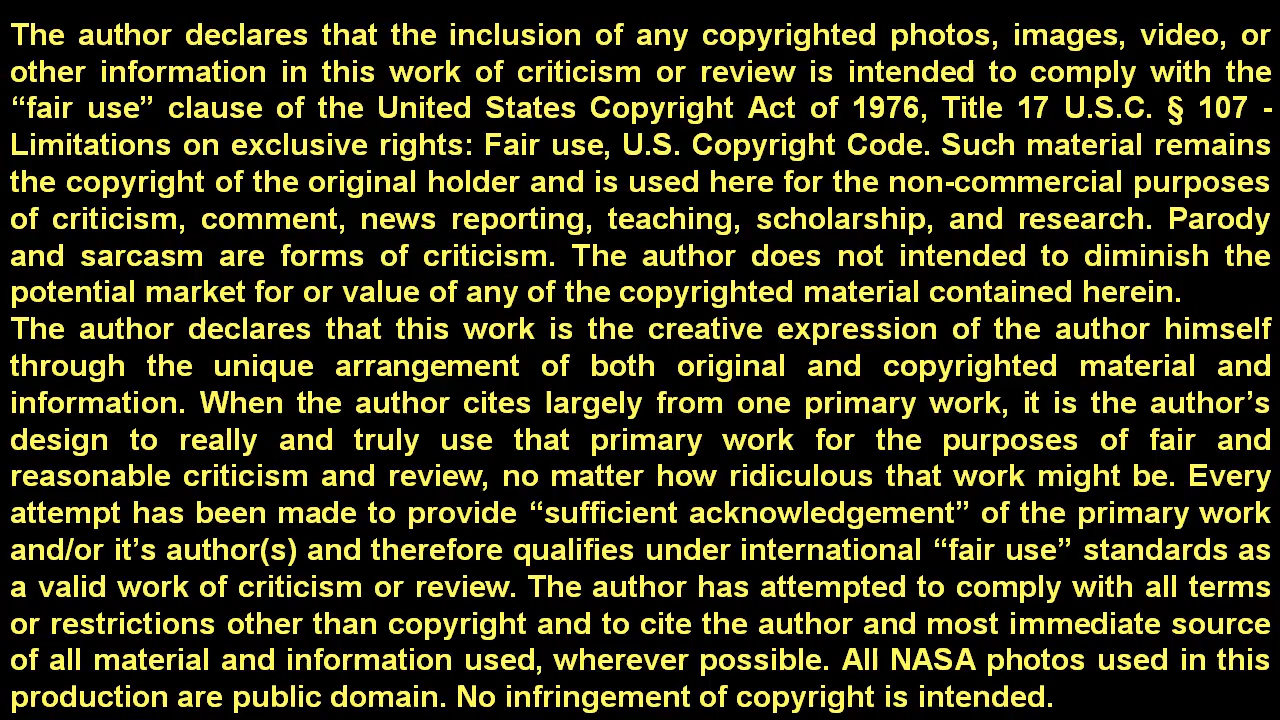 The author declares that the inclusion of any copyrighted photos, images, video, or
other information in this work of criticism or review is intended to comply with the
“fair use” clause of the United States Copyright Act of 1976, Title 17 U.S.C. § 107 -
Limitations on exclusive rights: Fair use, U.S. Copyright Code. Such material remains
the copyright of the original holder and is used here for the non-commercial purposes
of criticism, comment, news reporting, teaching, scholarship, and research. Parody
and sarcasm are forms of criticism. The author does not intended to diminish the
potential market for or value of any of the copyrighted material contained herein.
The author declares that this work is the creative expression of the author himself
through the unique arrangement of both original and copyrighted material and
information. When the author cites largely from one primary work, it is the author’s
design to really and truly use that primary work for the purposes of fair and
reasonable criticism and review, no matter how ridiculous that work might be. Every
attempt has been made to provide “sufficient acknowledgement” of the primary work
and/or it’s author(s) and therefore qualifies under international “fair use” standards as
a valid work of criticism or review. The author has attempted to comply with all terms
or restrictions other than copyright and to cite the author and most immediate source
of all material and information used, wherever possible. All NASA photos used in this
production are public domain. No infringement of copyright is intended.